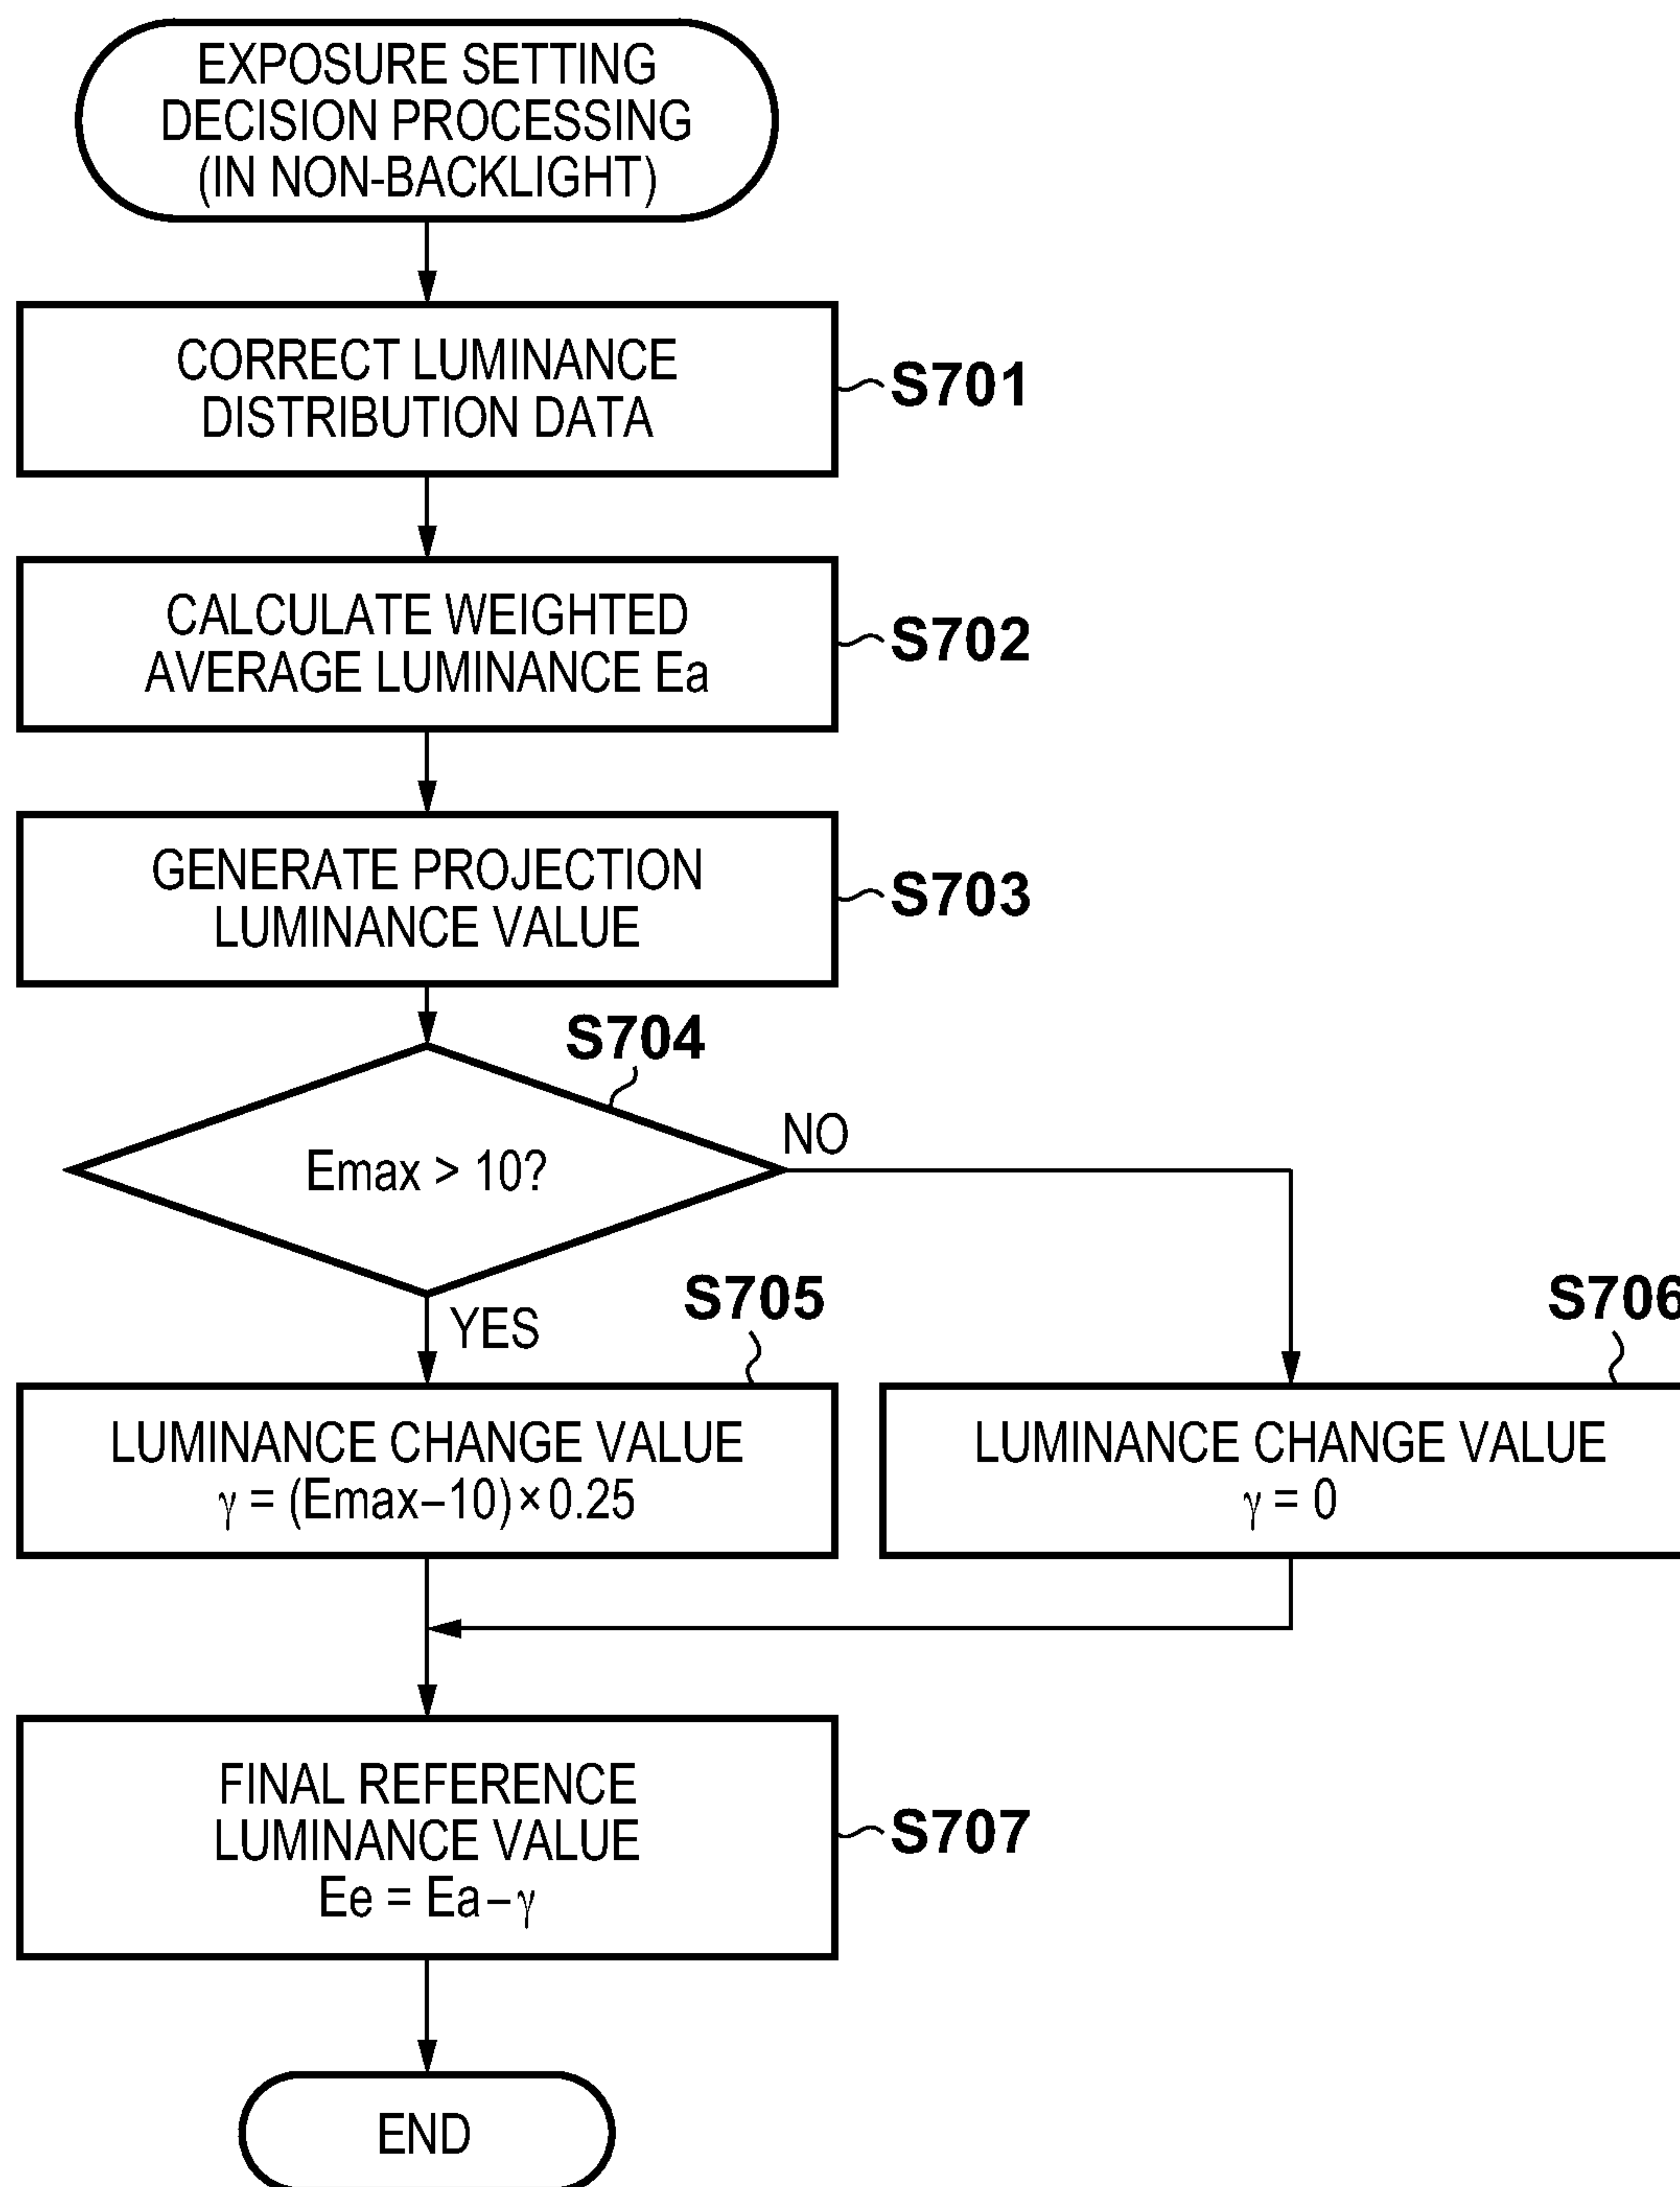 EXPOSURE SETTING
DECISION PROCESSING
(IN NON-BACKLIGHT)
CORRECT LUMINANCE
DISTRIBUTION DATA
S701
CALCULATE WEIGHTED
AVERAGE LUMINANCE Ea
S702
GENERATE PROJECTION
LUMINANCE VALUE
S703
S704
Emax > 10?
NO
YES
S705
LUMINANCE CHANGE VALUE
γ = (Emax–10)×0.25
S706
LUMINANCE CHANGE VALUE
γ = 0
FINAL REFERENCE
LUMINANCE VALUE
Ee = Ea–γ
S707
END